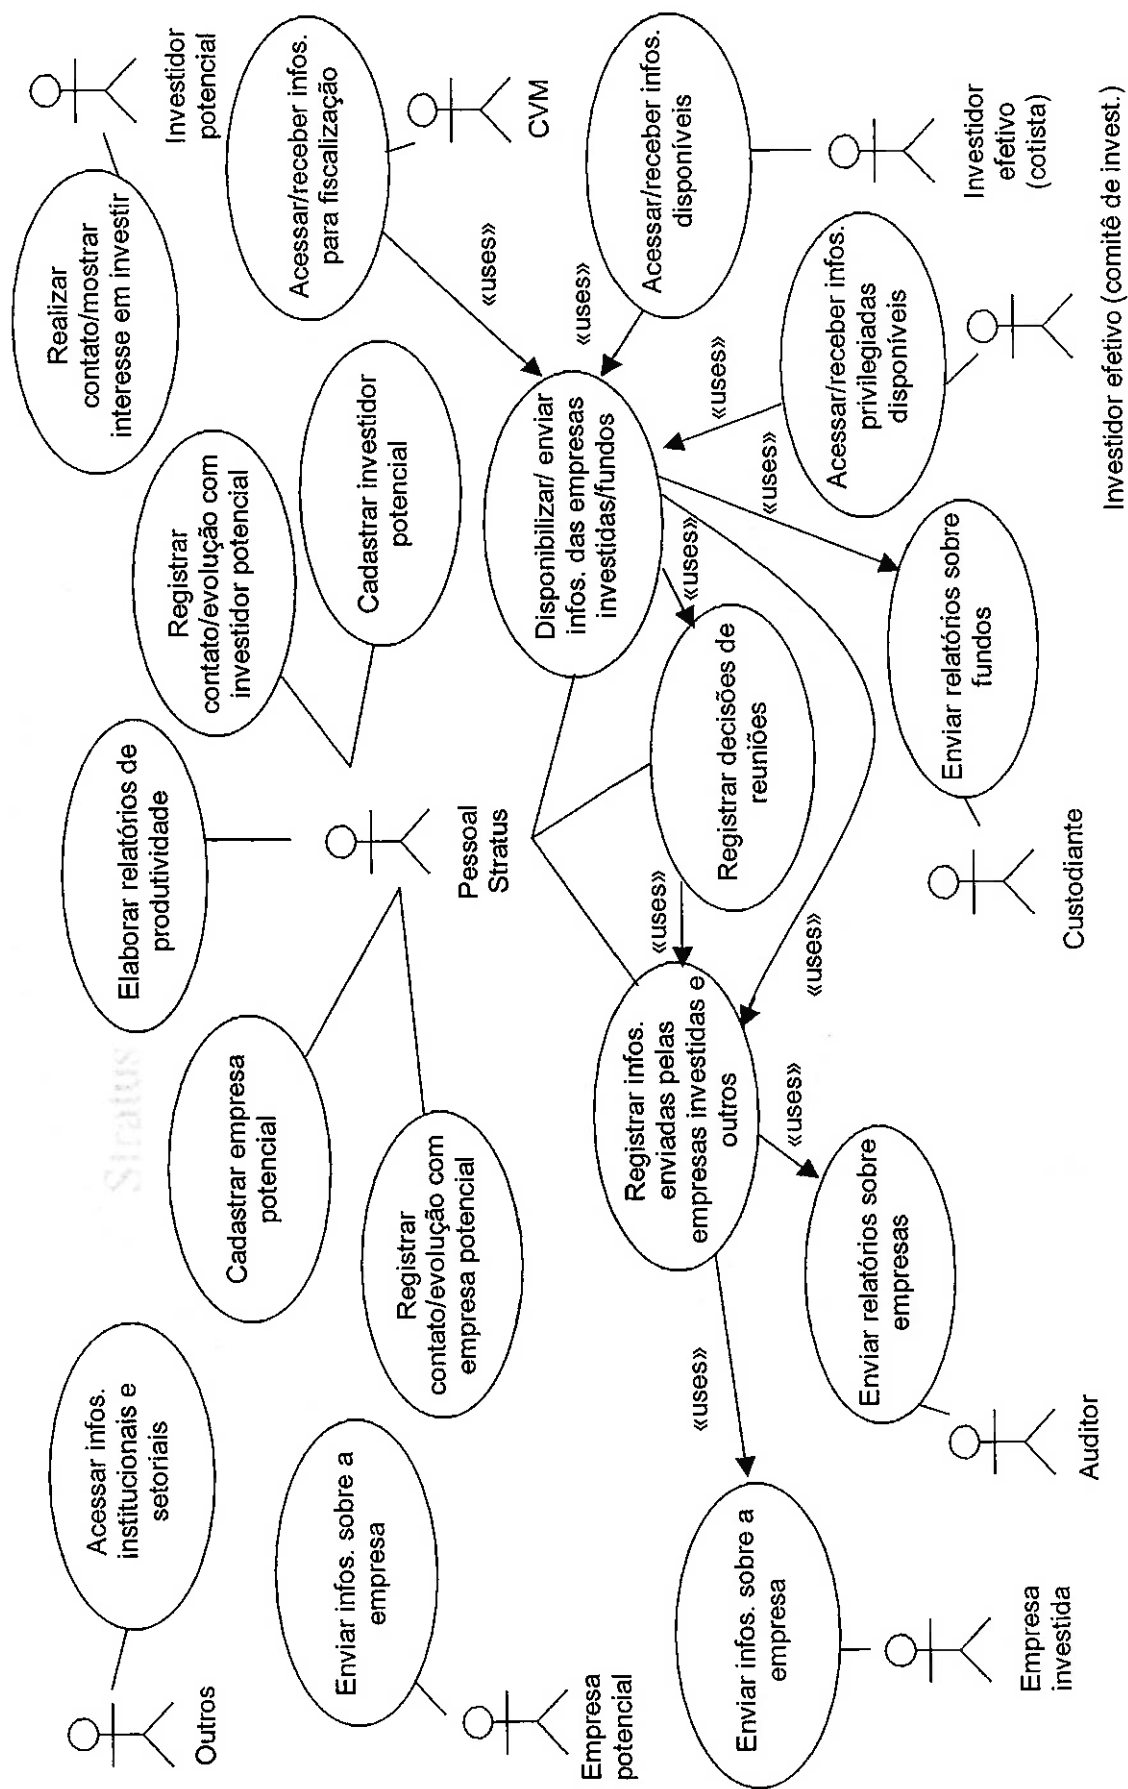 Stratus
Outros
Acessar infos.
institucionais e
setoriais
Empresa
potencial
Enviar infos. sobre a
empresa
Cadastrar empresa
potencial
Registrar
contato/evolução com
empresa potencial
Elaborar relatórios de
produtividade
Pessoal
Stratus
Registrar
contato/evolução com
investidor potencial
Cadastrar investidor
potencial
Realizar
contato/mostrar
interesse em investir
Investidor
potencial
Acessar/receber infos.
para fiscalização
CVM
«uses»
Disponibilizar/ enviar
infos. das empresas
investidas/fundos
«uses»
Acessar/receber infos.
disponíveis
Investidor
efetivo
(cotista)
«uses»
Acessar/receber infos.
privilegiadas
disponíveis
Investidor efetivo (comitê de invest.)
«uses»
«uses»
Registrar decisões de
reuniões
«uses»
«uses»
Enviar relatórios sobre
fundos
Custodiante
Registrar infos.
enviadas pelas
empresas investidas e
outros
«uses»
Enviar relatórios sobre
empresas
Auditor
«uses»
Enviar infos. sobre a
empresa
Empresa
investida